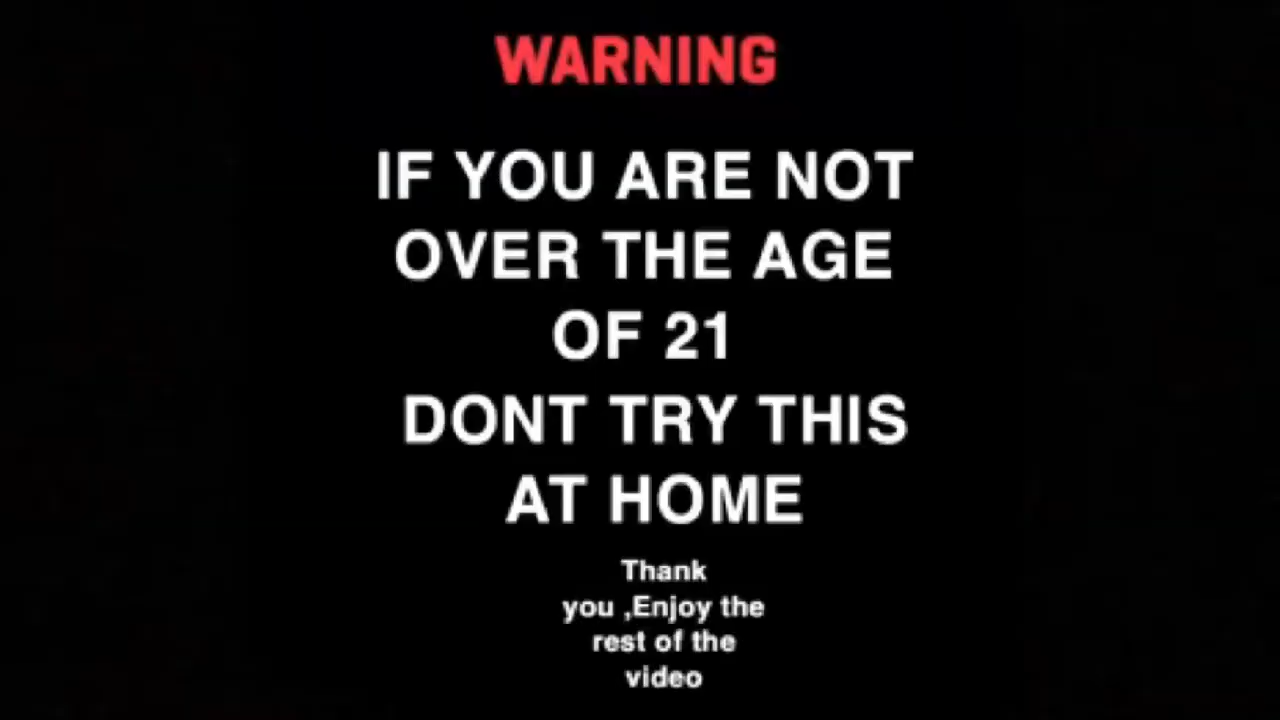 WARNING
IF YOU ARE NOT
OVER THE AGE
OF 21
DONT TRY THIS
AT HOME
Thank
you ,Enjoy the
rest of the
video